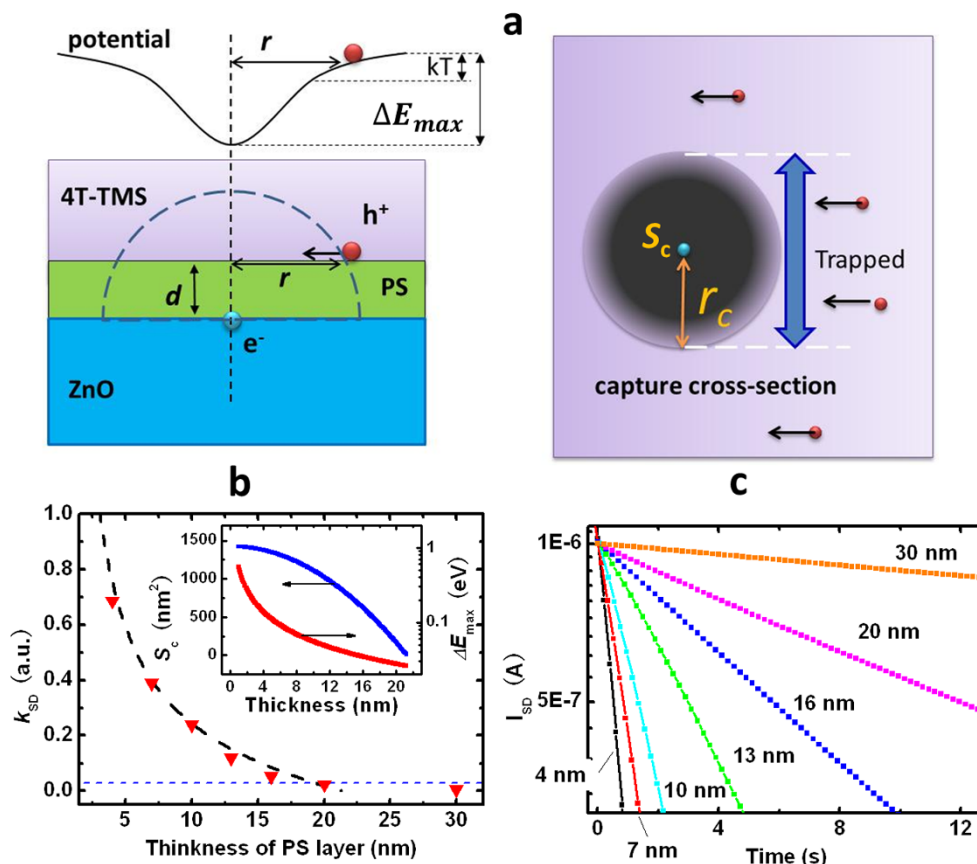 a
potential
r
kT
ΔE_max
4T-TMS
h⁺
r
d
PS
e⁻
ZnO
S_c
r_c
Trapped
capture cross-section
b
k_SD (a.u.)
1.0
0.8
0.6
0.4
0.2
0.0
5 10 15 20 25 30
Thinkness of PS layer (nm)
S_c (nm²)
1500
1000
500
0
0 4 8 12 16 20
Thickness (nm)
1
0.1
ΔE_max (eV)
c
I_SD (A)
1E-6
5E-7
30 nm
20 nm
16 nm
13 nm
10 nm
4 nm
7 nm
0 4 8 12
Time (s)